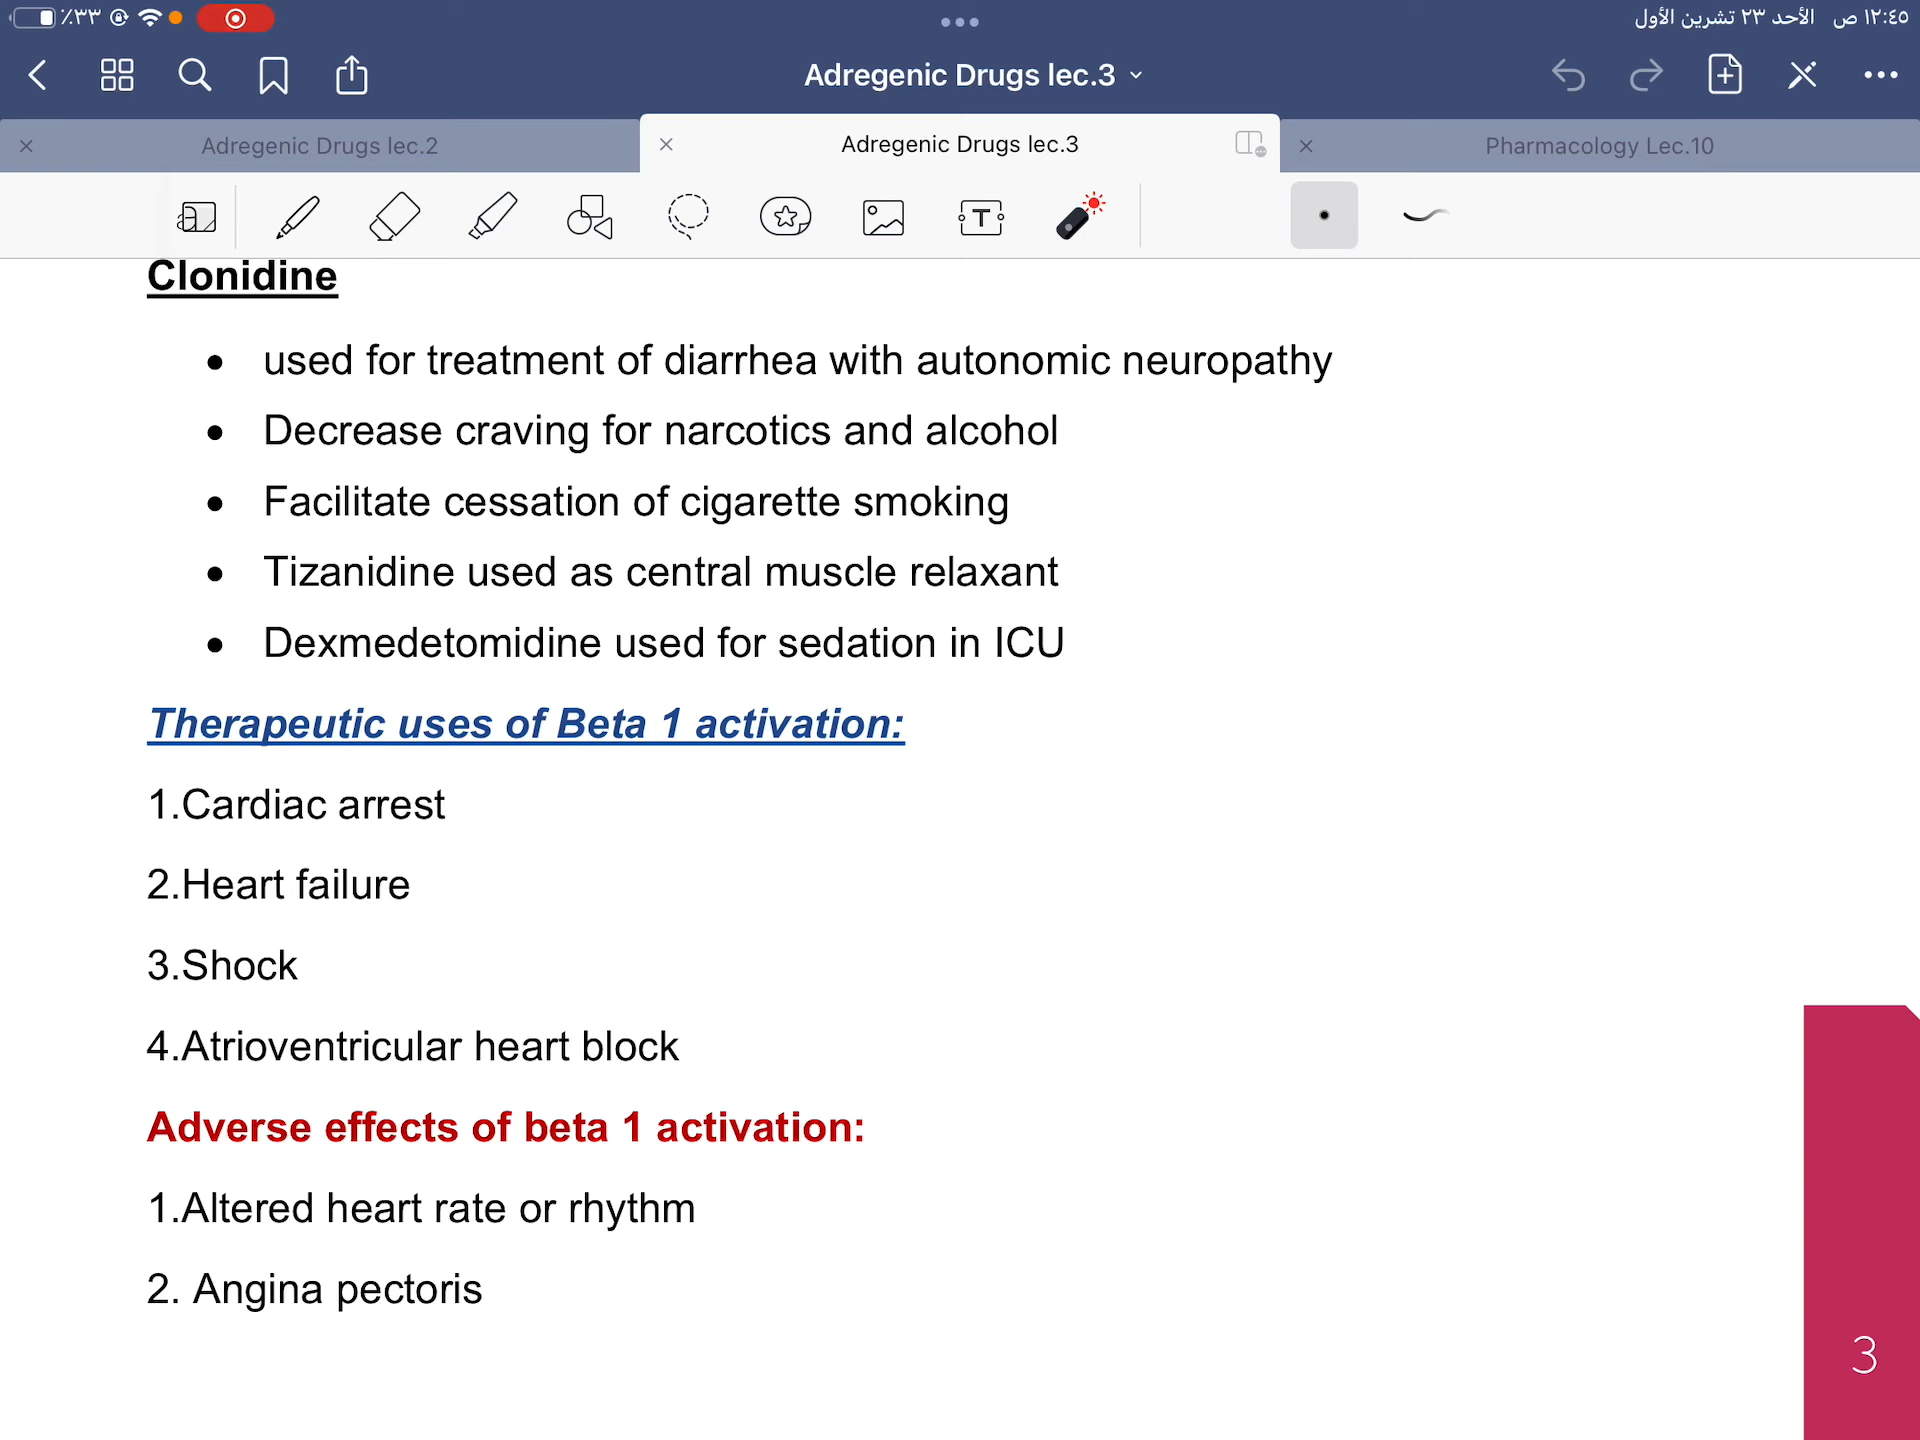 ٪٣٣ ١٢:٤٥ ص الأحد ٢٣ تشرين الأول
Adregenic Drugs lec.3
Adregenic Drugs lec.2
Adregenic Drugs lec.3
Pharmacology Lec.10
Clonidine
• used for treatment of diarrhea with autonomic neuropathy
• Decrease craving for narcotics and alcohol
• Facilitate cessation of cigarette smoking
• Tizanidine used as central muscle relaxant
• Dexmedetomidine used for sedation in ICU
Therapeutic uses of Beta 1 activation:
1.Cardiac arrest
2.Heart failure
3.Shock
4.Atrioventricular heart block
Adverse effects of beta 1 activation:
1.Altered heart rate or rhythm
2. Angina pectoris
3